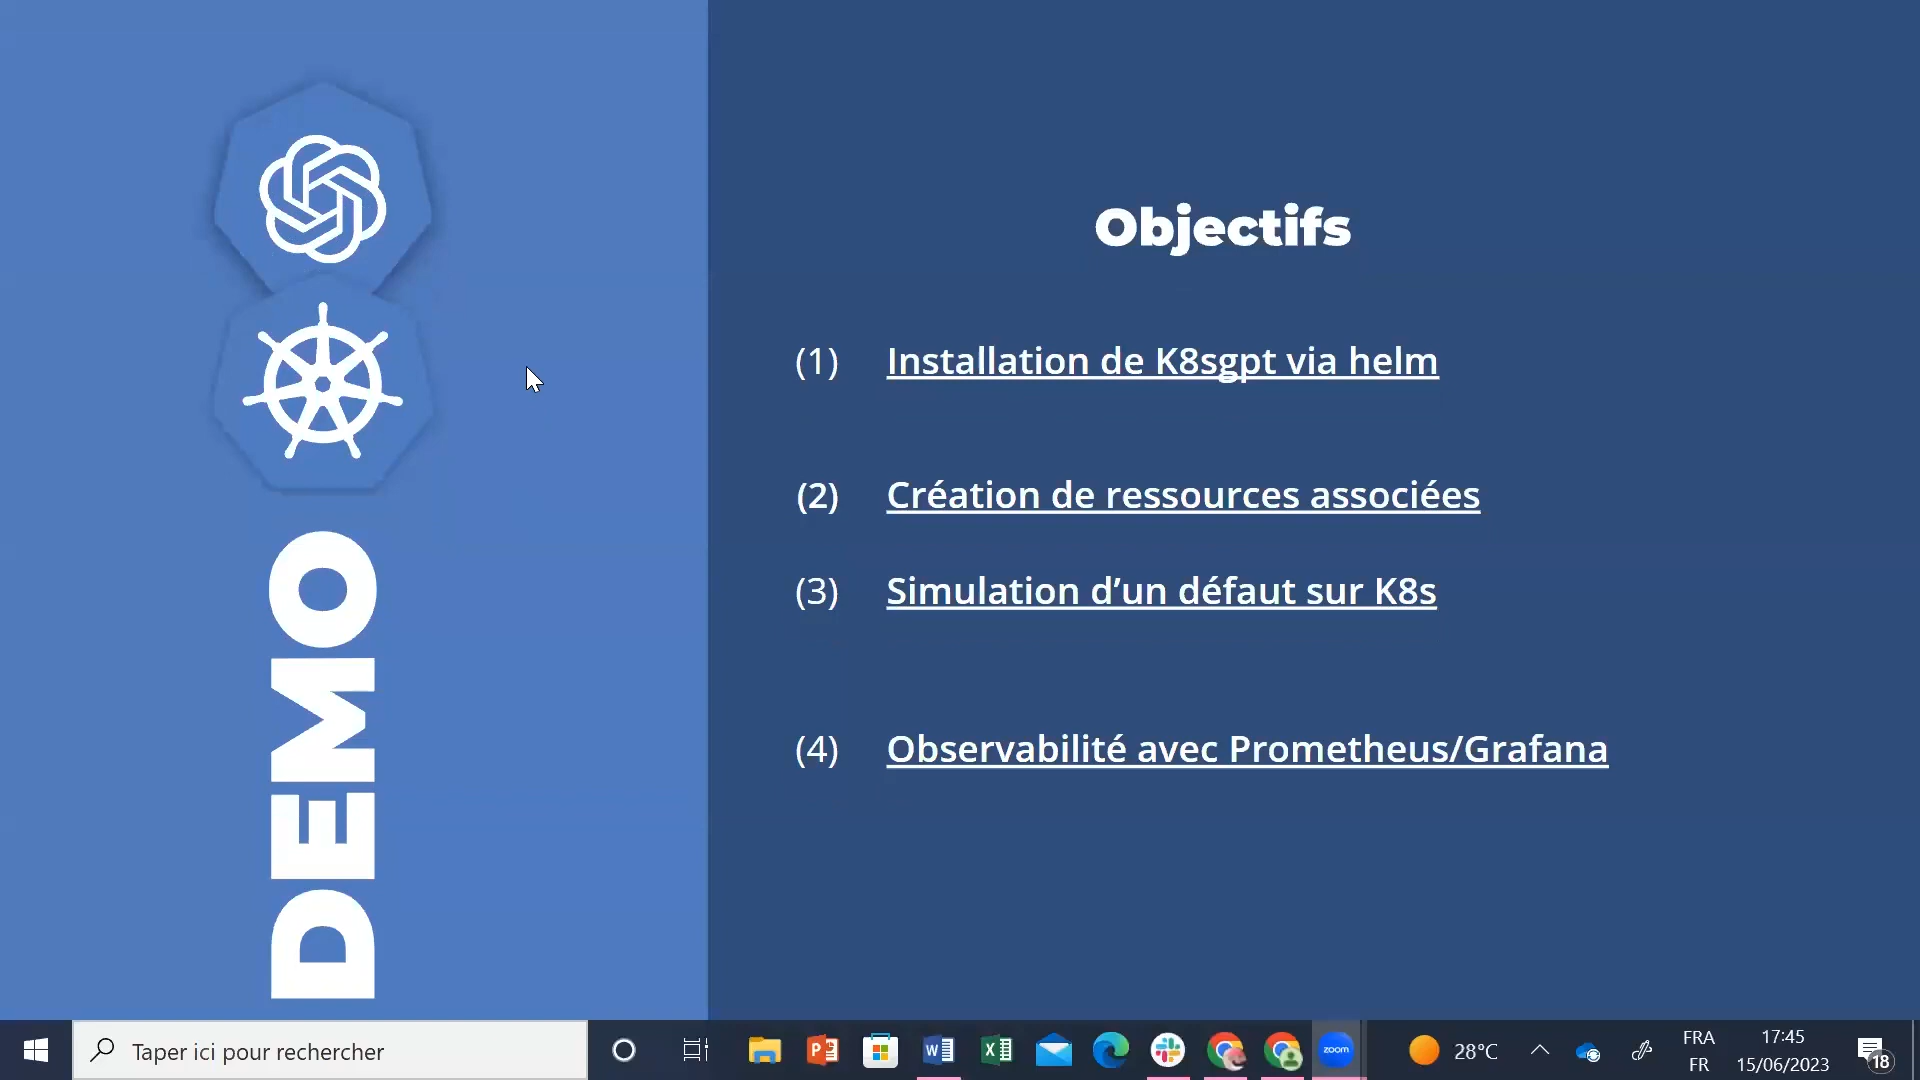 DEMO
Objectifs
(1) Installation de K8sgpt via helm
(2) Création de ressources associées
(3) Simulation d’un défaut sur K8s
(4) Observabilité avec Prometheus/Grafana
Taper ici pour rechercher
zoom
28°C
FRA
FR
17:45
15/06/2023
18